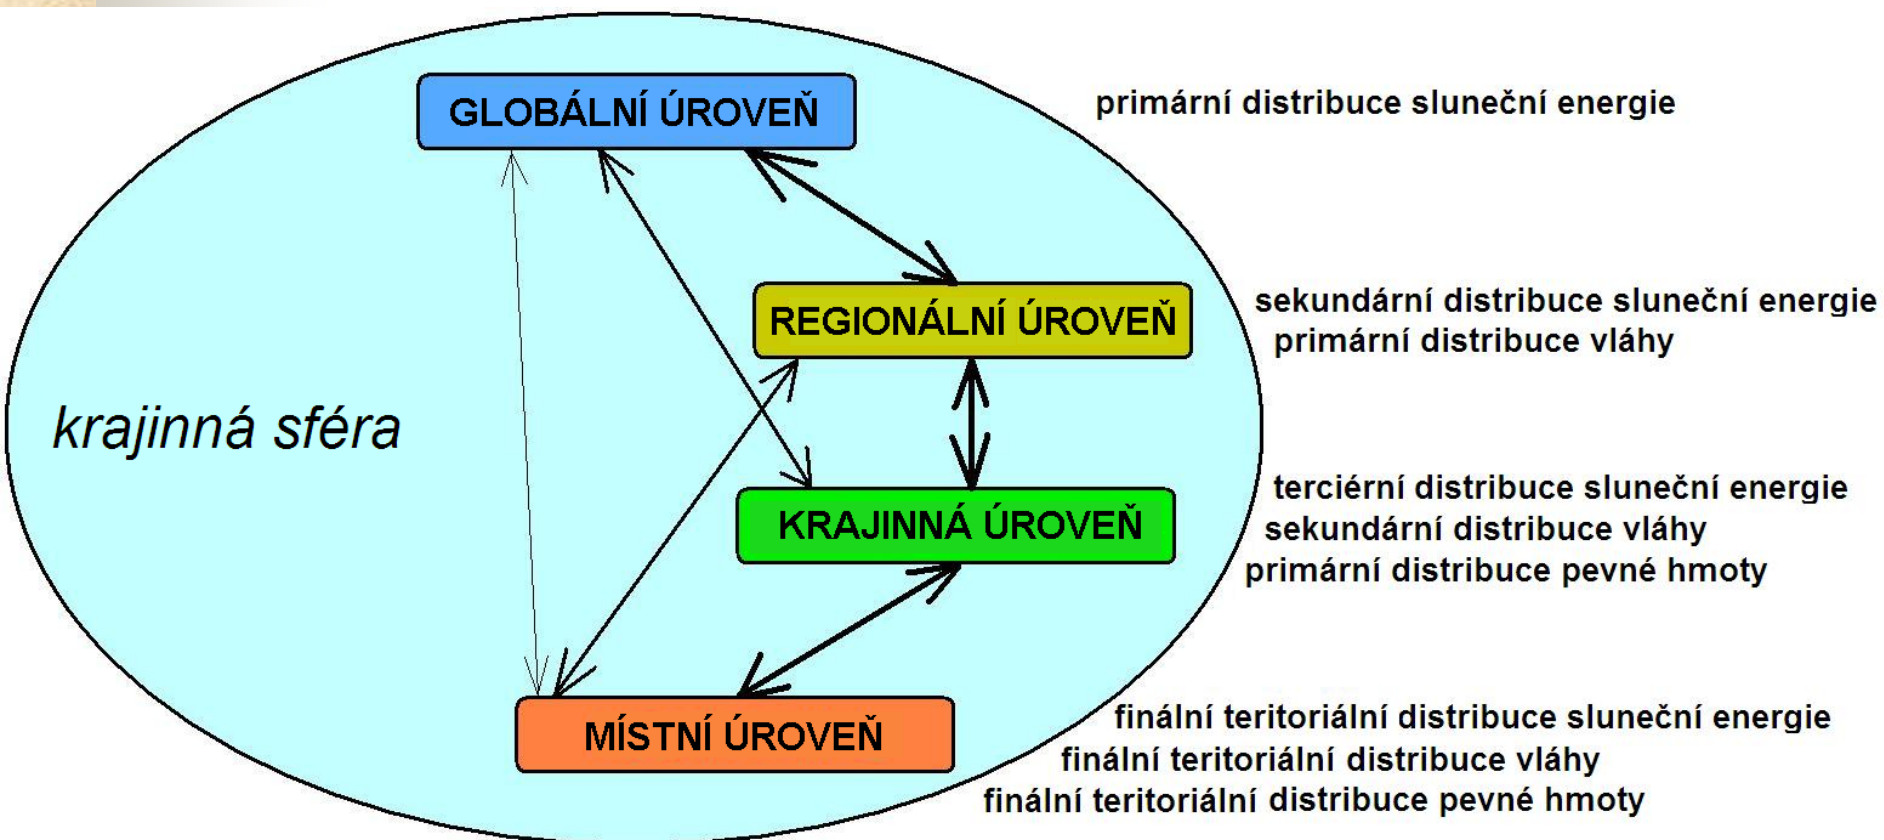 GLOBÁLNÍ ÚROVEŇ
primární distribuce sluneční energie
REGIONÁLNÍ ÚROVEŇ
sekundární distribuce sluneční energie
primární distribuce vláhy
krajinná sféra
KRAJINNÁ ÚROVEŇ
terciérní distribuce sluneční energie
sekundární distribuce vláhy
primární distribuce pevné hmoty
MÍSTNÍ ÚROVEŇ
finální teritoriální distribuce sluneční energie
finální teritoriální distribuce vláhy
finální teritoriální distribuce pevné hmoty